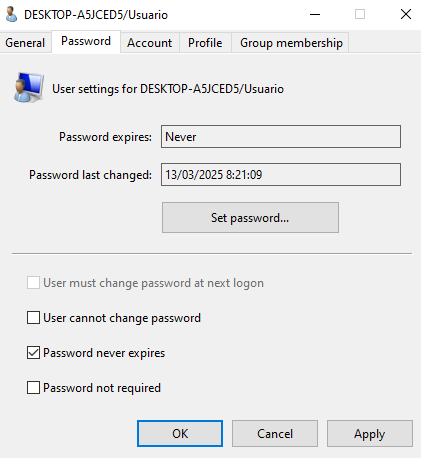 DESKTOP-A5JCED5/Usuario
General Password Account Profile Group membership
User settings for DESKTOP-A5JCED5/Usuario
Password expires: Never
Password last changed: 13/03/2025 8:21:09
Set password...
User must change password at next logon
User cannot change password
Password never expires
Password not required
OK Cancel Apply